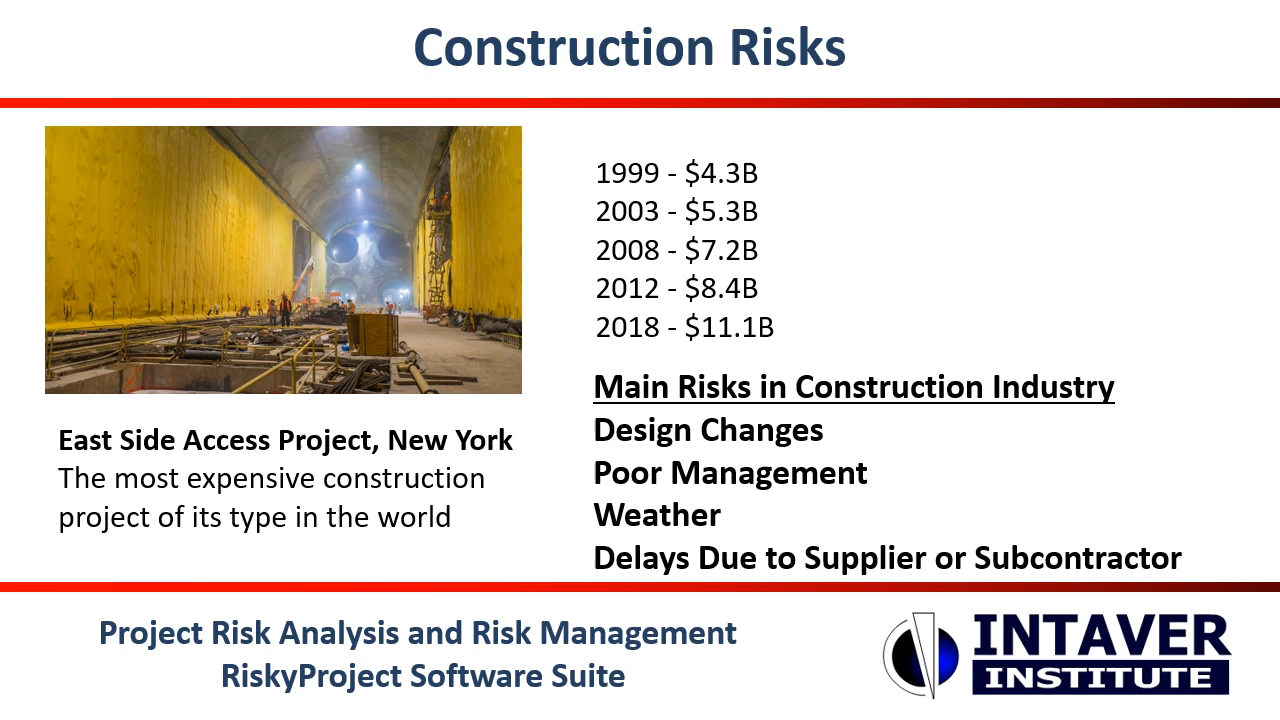 Construction Risks
1999 - $4.3B
2003 - $5.3B
2008 - $7.2B
2012 - $8.4B
2018 - $11.1B
East Side Access Project, New York
The most expensive construction
project of its type in the world
Main Risks in Construction Industry
Design Changes
Poor Management
Weather
Delays Due to Supplier or Subcontractor
Project Risk Analysis and Risk Management
RiskyProject Software Suite
INTAVER
INSTITUTE